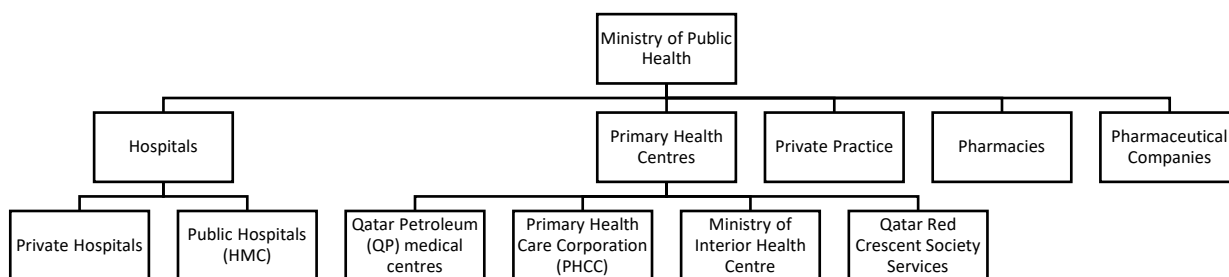 Ministry of Public
Health
Hospitals
Primary Health
Centres
Private Practice
Pharmacies
Pharmaceutical
Companies
Private Hospitals
Public Hospitals
(HMC)
Qatar Petroleum
(QP) medical
centres
Primary Health
Care Corporation
(PHCC)
Ministry of
Interior Health
Centre
Qatar Red
Crescent Society
Services